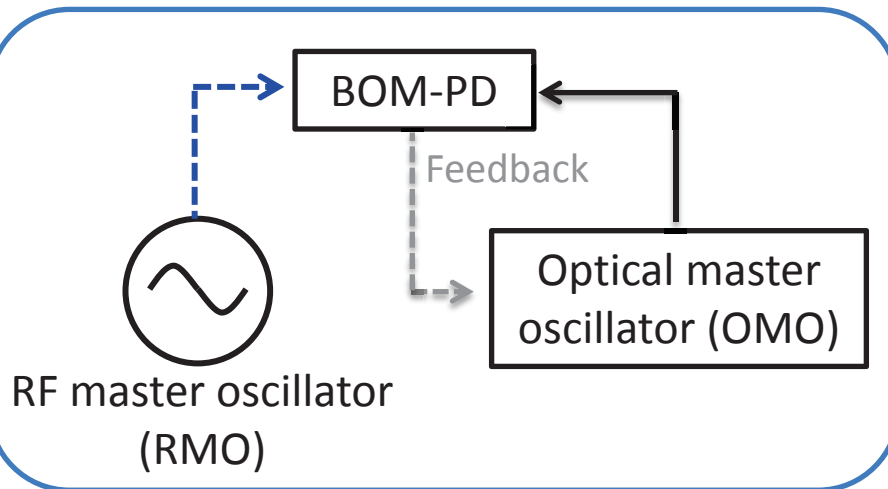 BOM-PD
Feedback
Optical master
oscillator (OMO)
RF master oscillator
(RMO)